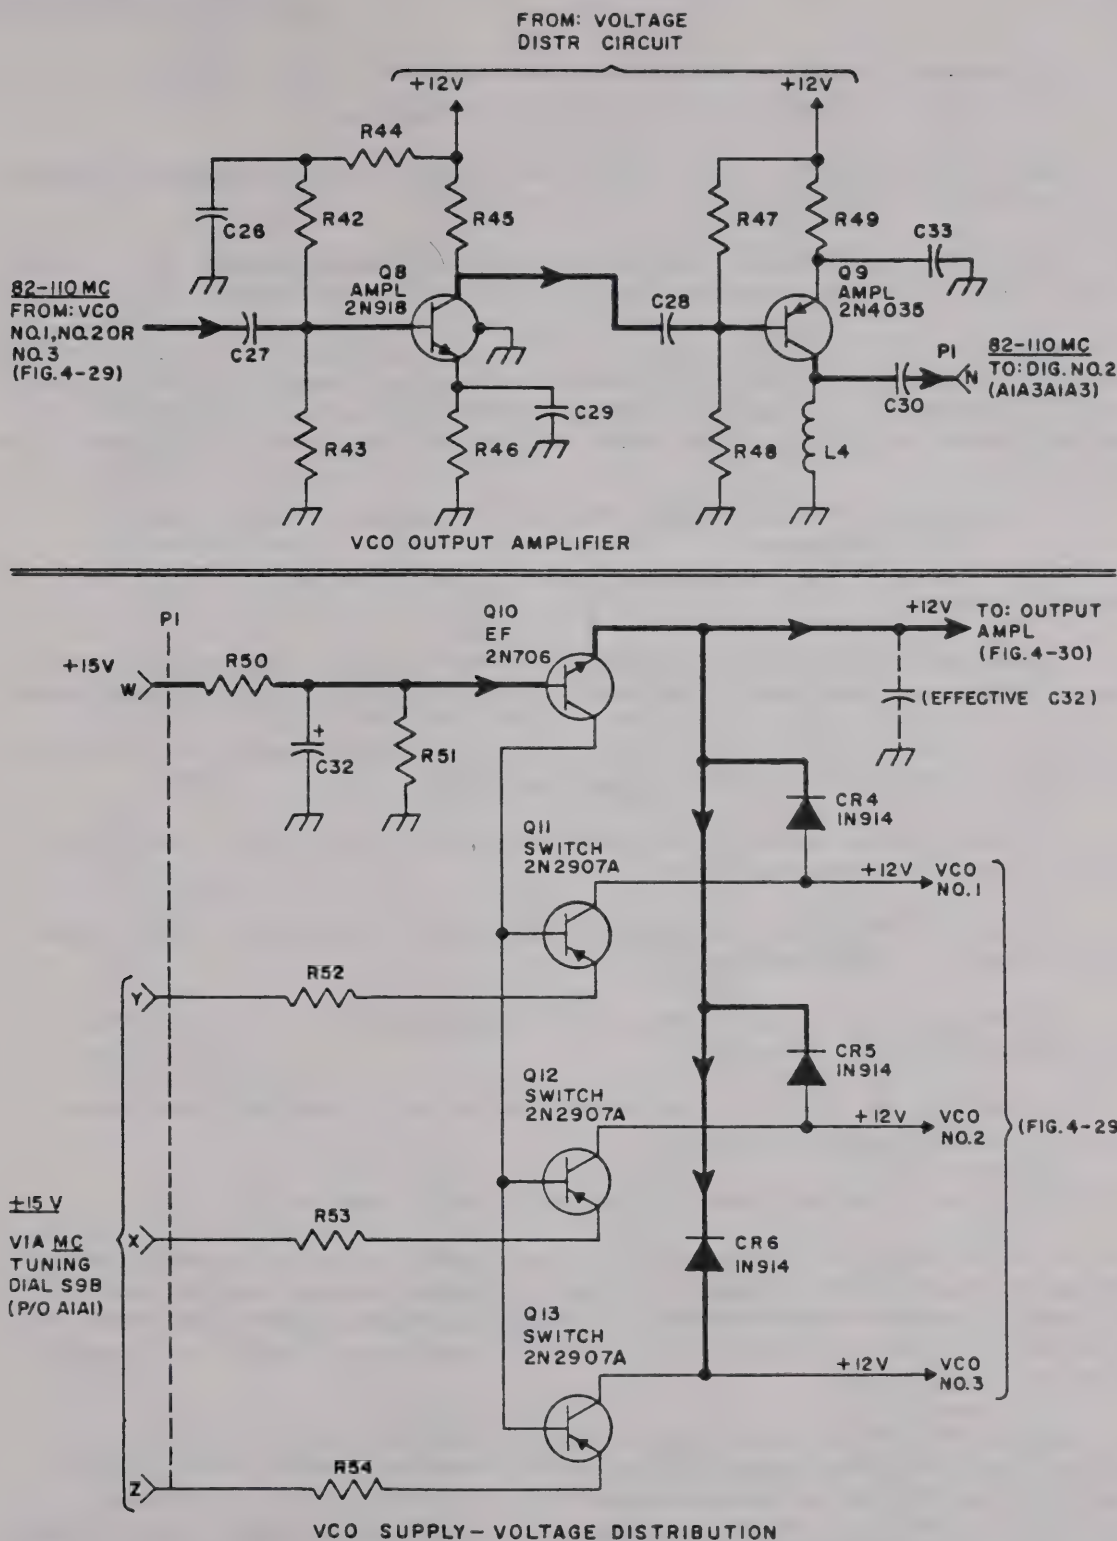 FROM: VOLTAGE
DISTR CIRCUIT
+12V
+12V
R44
C26
R42
R45
R47
R49
C33
Q8
AMPL
2N918
Q9
AMPL
2N4035
82-110 MC
FROM: VCO
NO.1, NO.2 OR
NO.3
(FIG. 4-29)
C27
C28
P1
N
82-110 MC
TO: DIG. NO.2
(A1A3A1A3)
C30
C29
R43
R46
R48
L4
VCO OUTPUT AMPLIFIER
P1
Q10
EF
2N706
+12V
TO: OUTPUT
AMPL
(FIG. 4-30)
+15V
W
R50
(EFFECTIVE C32)
+
C32
R51
CR4
IN914
Q11
SWITCH
2N2907A
+12V
VCO
NO.1
R52
Y
CR5
IN914
Q12
SWITCH
2N2907A
+12V
VCO
NO.2
(FIG. 4-29
±15 V
VIA MC
TUNING
DIAL S9B
(P/O A1A1)
X
R53
CR6
IN914
Q13
SWITCH
2N2907A
+12V
VCO
NO.3
R54
Z
VCO SUPPLY-VOLTAGE DISTRIBUTION